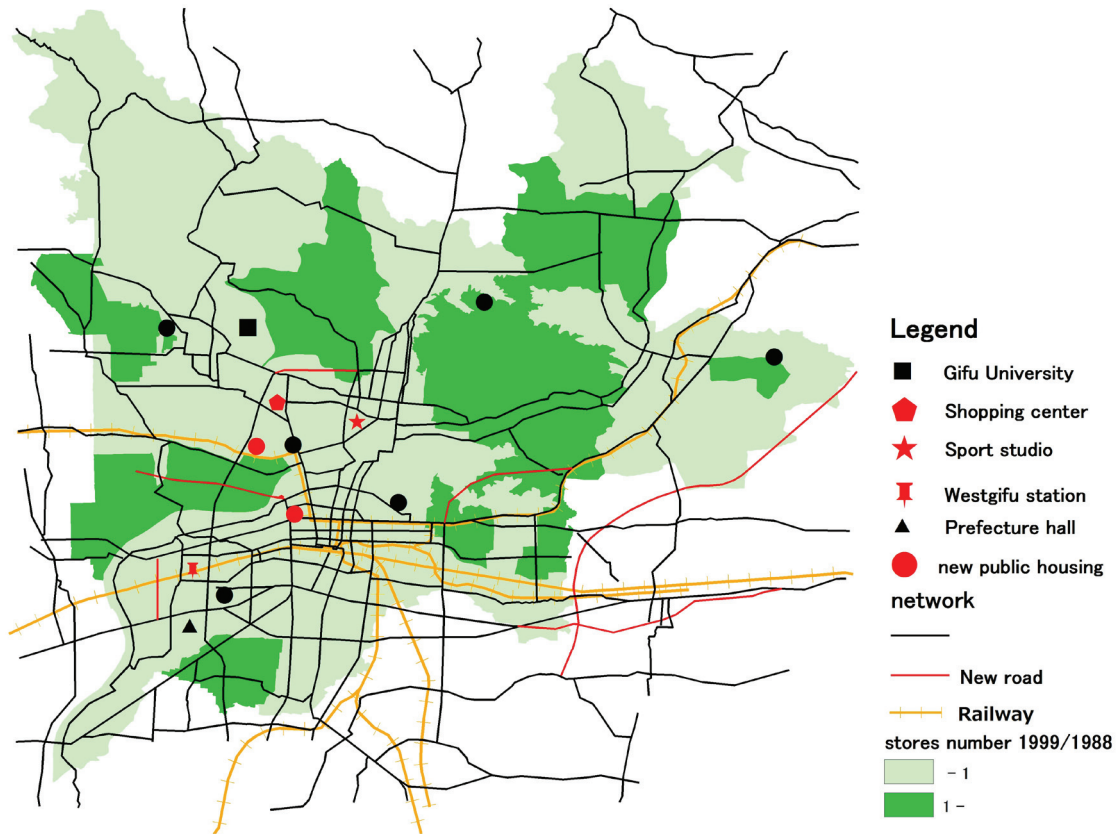 Legend
Gifu University
Shopping center
Sport studio
Westgifu station
Prefecture hall
new public housing
network
New road
Railway
stores number 1999/1988
- 1
1 -